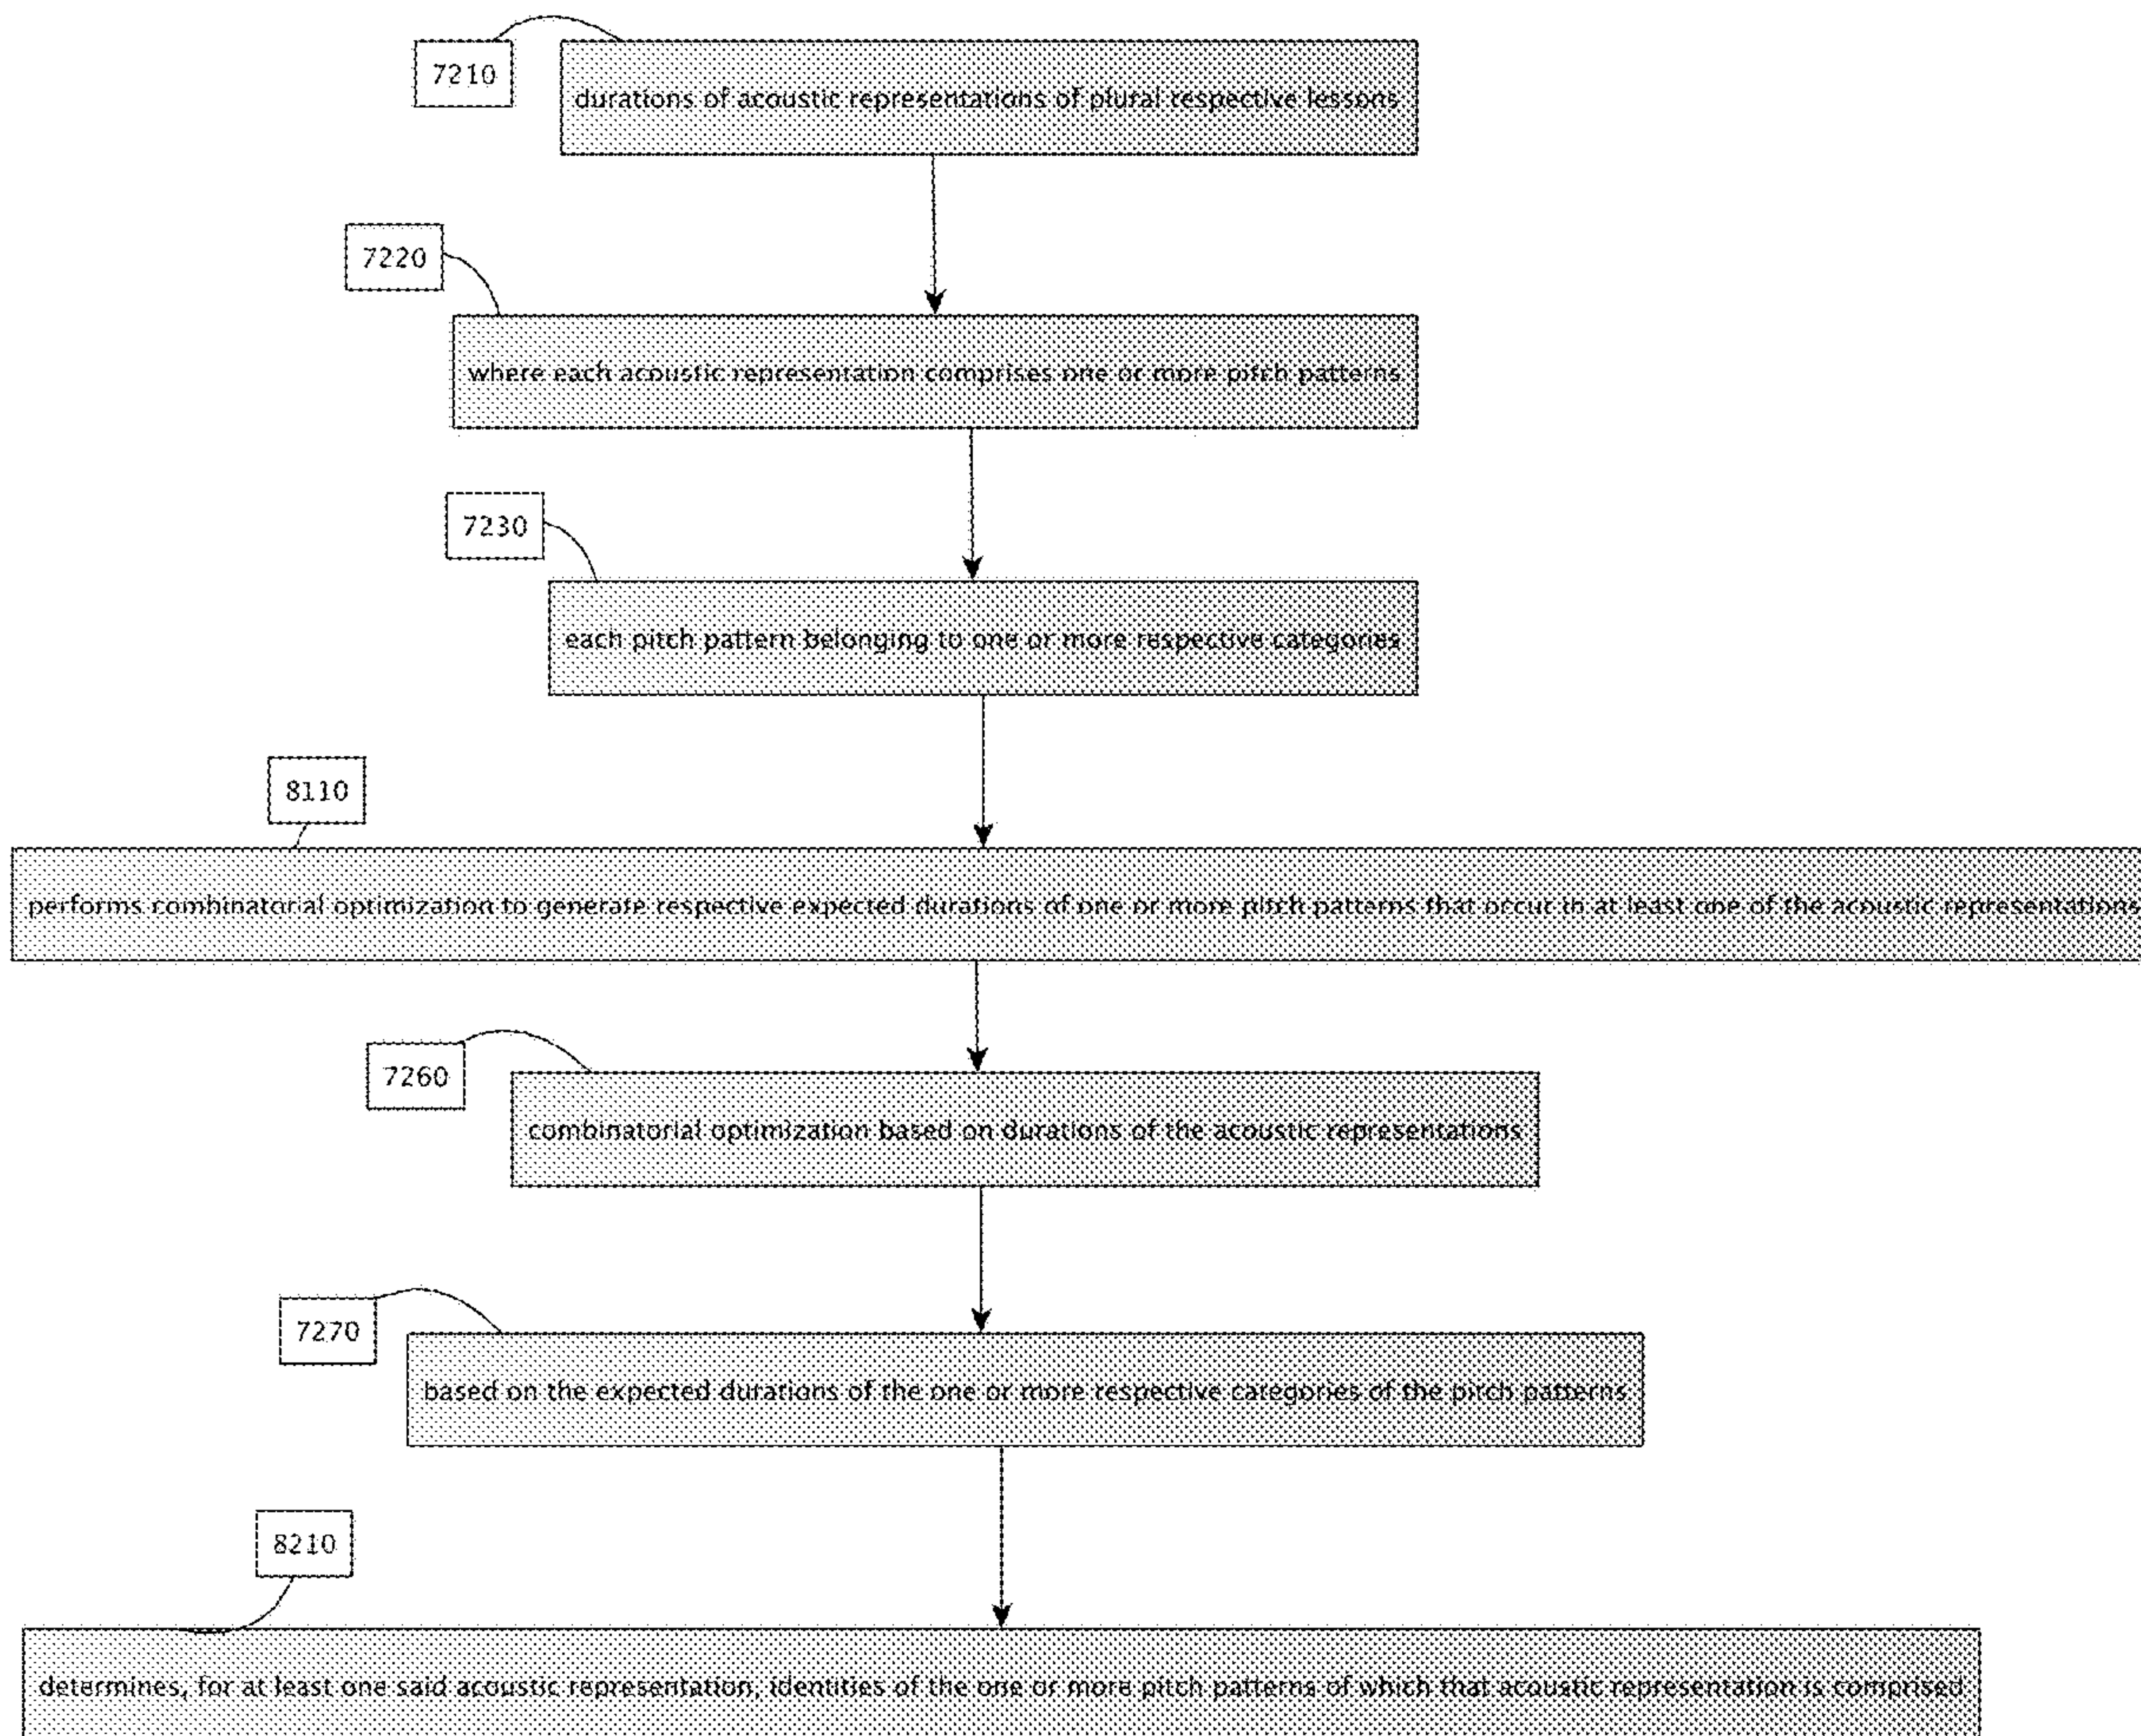 7210
durations of acoustic representations of plural respective lessons
7220
where each acoustic representation comprises one or more pitch patterns
7230
each pitch pattern belonging to one or more respective categories
8110
performs combinatorial optimization to generate respective expected durations of one or more pitch patterns that occur in at least one of the acoustic representations
7260
combinatorial optimization based on durations of the acoustic representations
7270
based on the expected durations of the one or more respective categories of the pitch patterns
8210
determines, for at least one said acoustic representation, identities of the one or more pitch patterns of which that acoustic representation is comprised